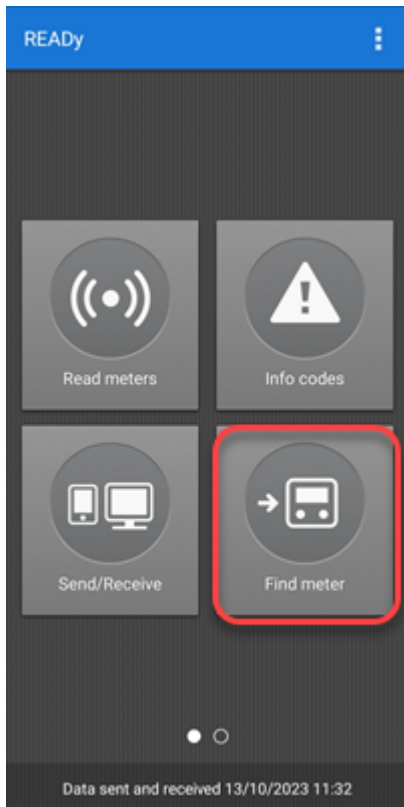 READy
Read meters
Info codes
Send/Receive
Find meter
Data sent and received 13/10/2023 11:32